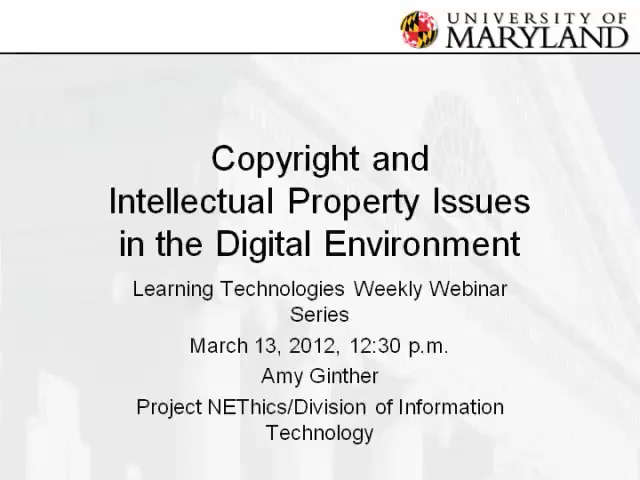 UNIVERSITY OF
MARYLAND
Copyright and
Intellectual Property Issues
in the Digital Environment
Learning Technologies Weekly Webinar
Series
March 13, 2012, 12:30 p.m.
Amy Ginther
Project NEThics/Division of Information
Technology